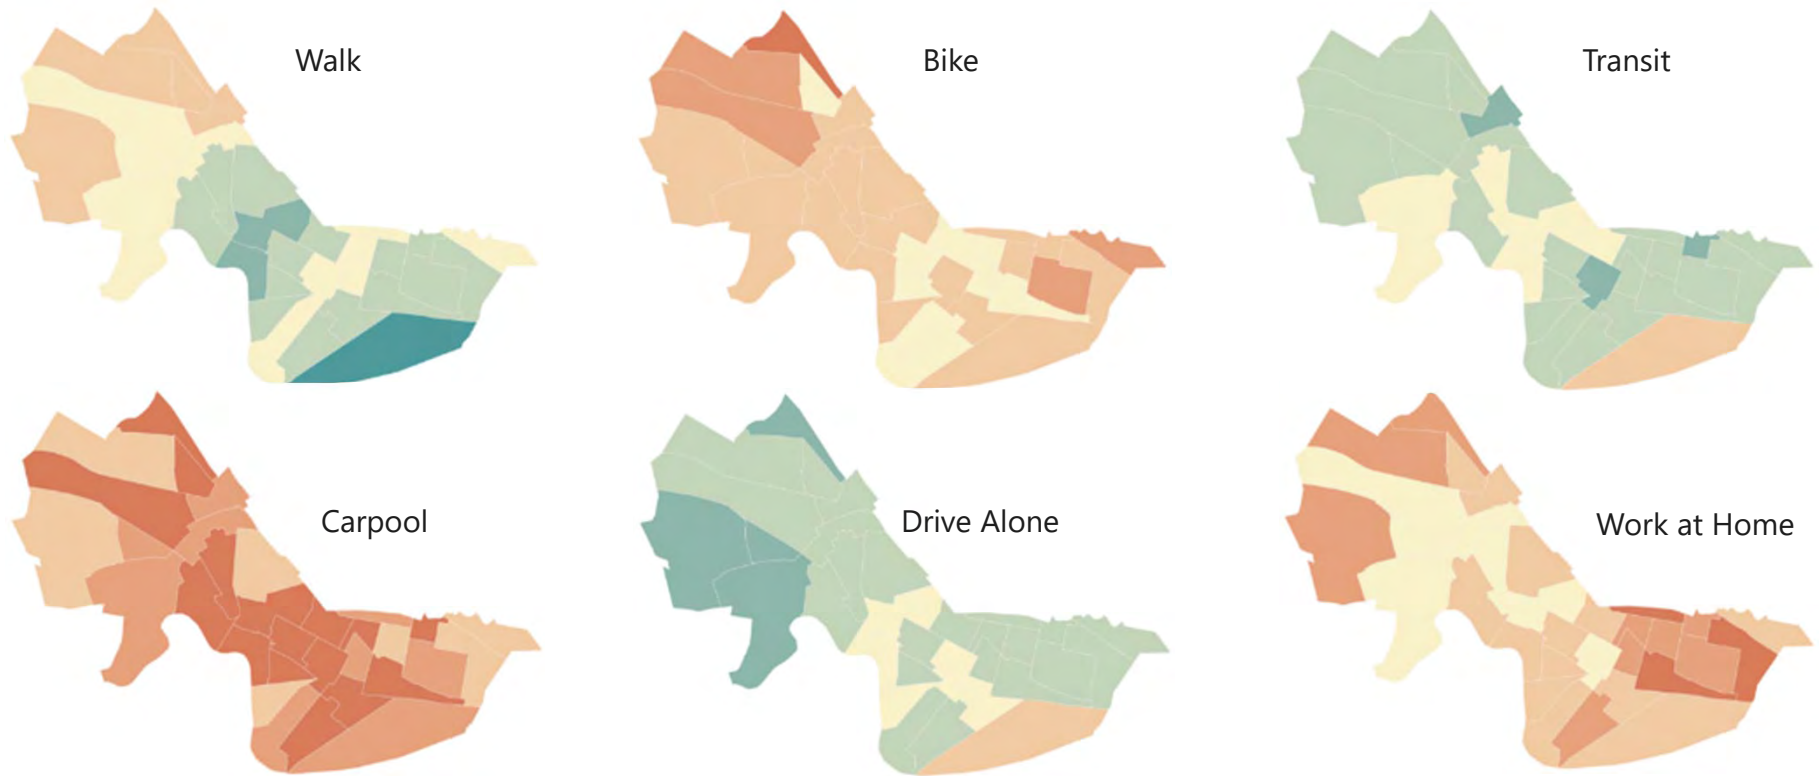 Walk
Bike
Transit
Carpool
Drive Alone
Work at Home